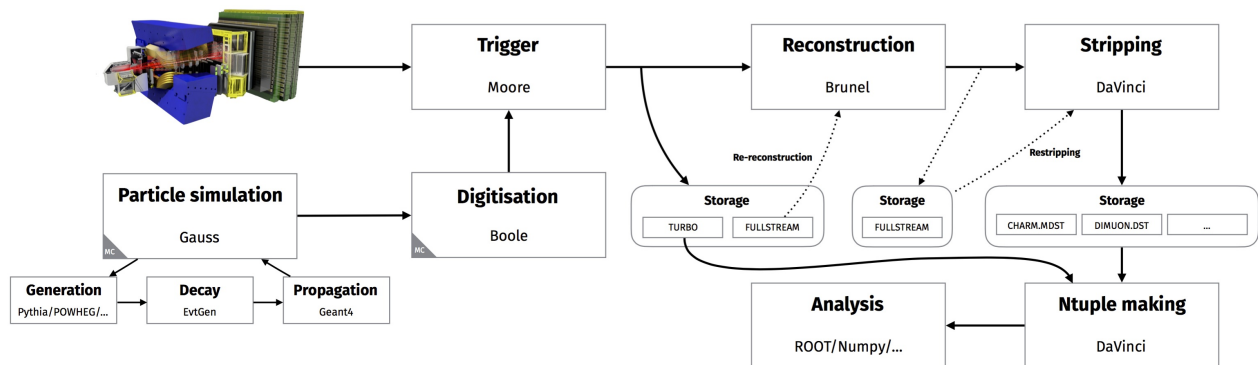 Trigger
Moore
Reconstruction
Brunel
Stripping
DaVinci
Re-reconstruction
Restripping
Particle simulation
Gauss
MC
Digitisation
Boole
MC
Storage
TURBO
FULLSTREAM
Storage
FULLSTREAM
Storage
CHARM.MDST
DIMUON.DST
...
Generation
Pythia/POWHEG/...
Decay
EvtGen
Propagation
Geant4
Analysis
ROOT/Numpy/...
Ntuple making
DaVinci